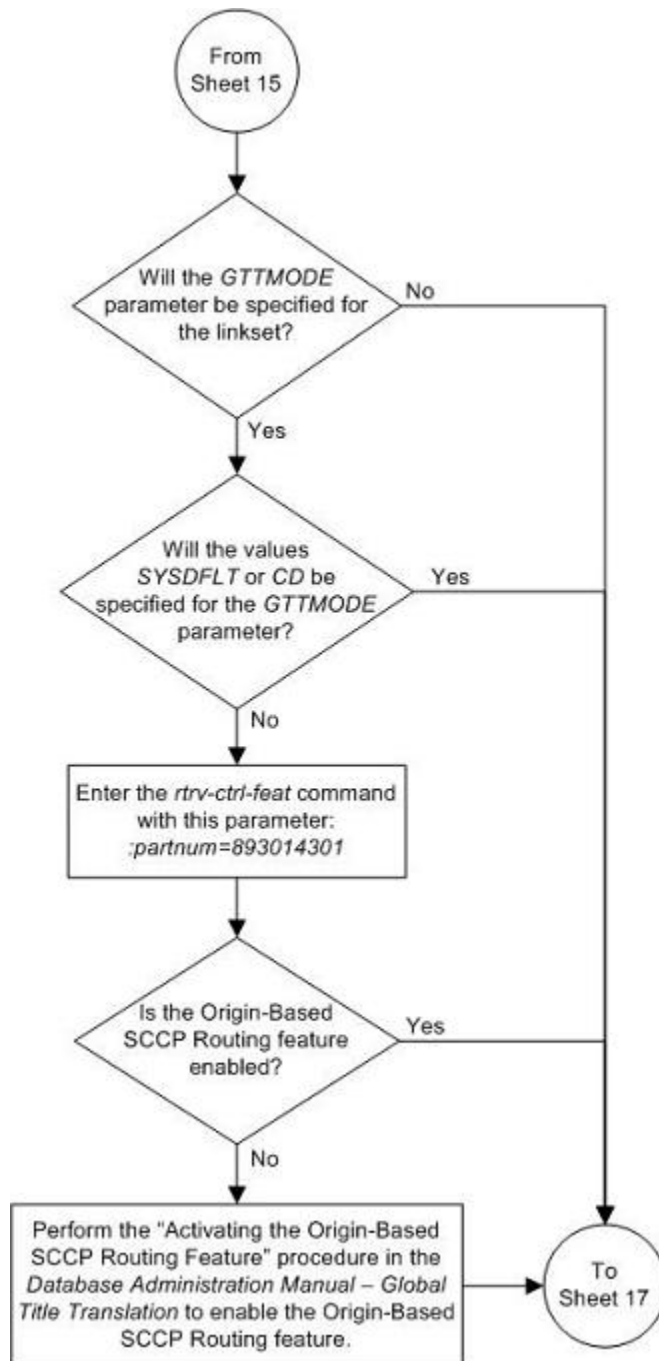 From
Sheet 15
Will the GTTMODE
parameter be specified for
the linkset?
No
Yes
Will the values
SYSDFLT or CD be
specified for the GTTMODE
parameter?
Yes
No
Enter the rtrv-ctrl-feat command
with this parameter:
:partnum=893014301
Is the Origin-Based
SCCP Routing feature
enabled?
Yes
No
Perform the “Activating the Origin-Based
SCCP Routing Feature” procedure in the
Database Administration Manual – Global
Title Translation to enable the Origin-Based
SCCP Routing feature.
To
Sheet 17